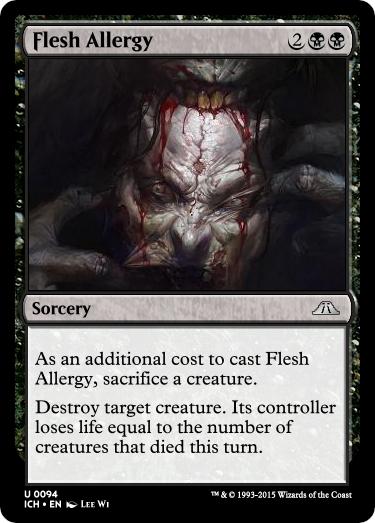 Flesh Allergy 2
Sorcery
As an additional cost to cast Flesh
Allergy, sacrifice a creature.
Destroy target creature. Its controller
loses life equal to the number of
creatures that died this turn.
U 0094
ICH • EN Lee Wi
™ & © 1993-2015 Wizards of the Coast